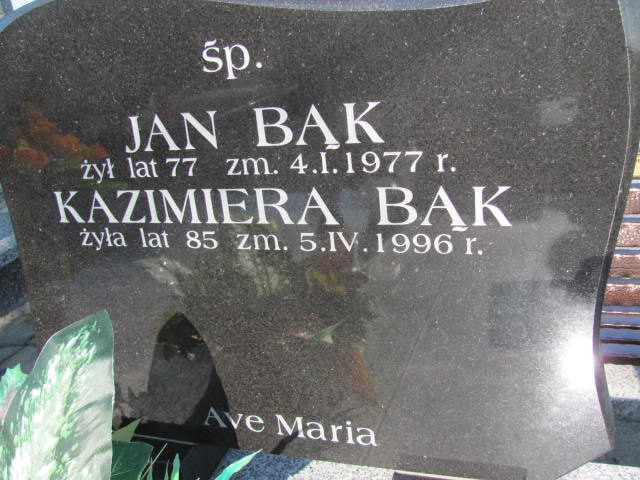 śp.
JAN BĄK
żył lat 77 zm. 4.I.1977 r.
KAZIMIERA BĄK
żyła lat 85 zm. 5.IV.1996 r.
Ave Maria